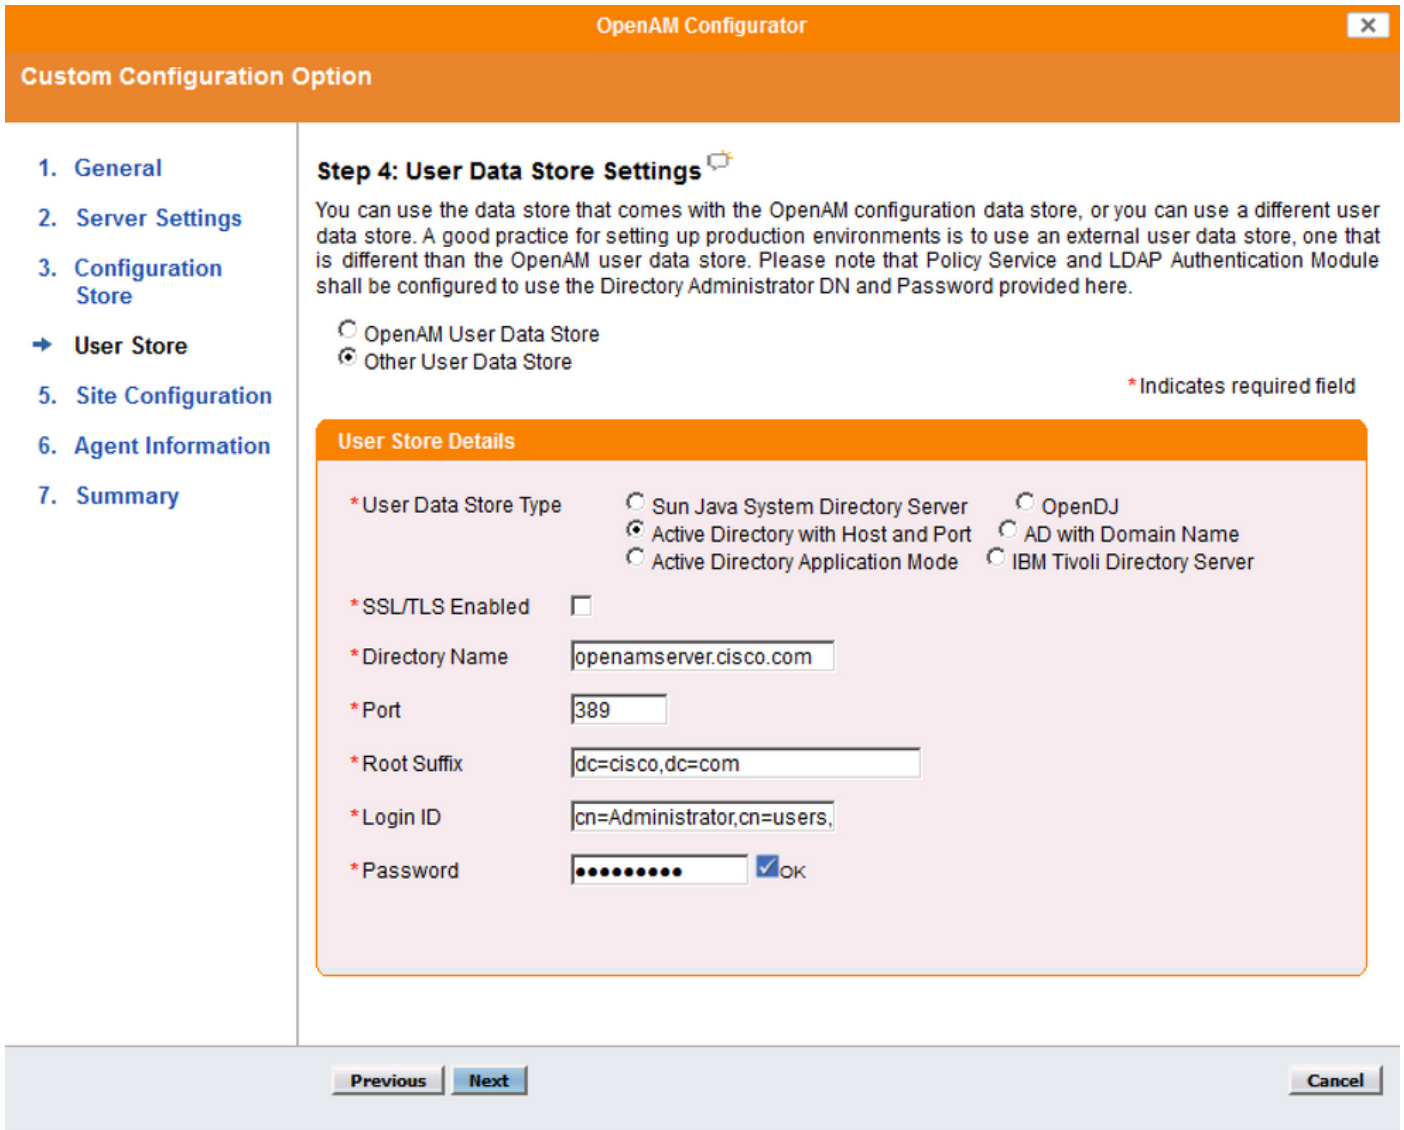 OpenAM Configurator
Custom Configuration Option
1. General
2. Server Settings
3. Configuration
Store
User Store
5. Site Configuration
6. Agent Information
7. Summary
Step 4: User Data Store Settings
You can use the data store that comes with the OpenAM configuration data store, or you can use a different user
data store. A good practice for setting up production environments is to use an external user data store, one that
is different than the OpenAM user data store. Please note that Policy Service and LDAP Authentication Module
shall be configured to use the Directory Administrator DN and Password provided here.
OpenAM User Data Store
Other User Data Store
* Indicates required field
User Store Details
* User Data Store Type
Sun Java System Directory Server OpenDJ
Active Directory with Host and Port AD with Domain Name
Active Directory Application Mode IBM Tivoli Directory Server
* SSL/TLS Enabled
* Directory Name openamserver.cisco.com
* Port 389
* Root Suffix dc=cisco,dc=com
* Login ID cn=Administrator,cn=users,
* Password ●●●●●●●●● OK
Previous Next Cancel